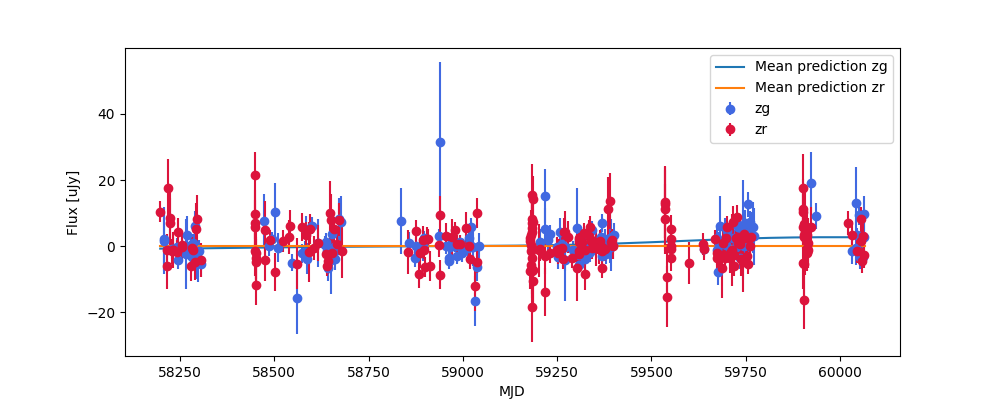 Mean prediction zg
Mean prediction zr
zg
zr
40
20
0
−20
Flux [uJy]
58250 58500 58750 59000 59250 59500 59750 60000
MJD